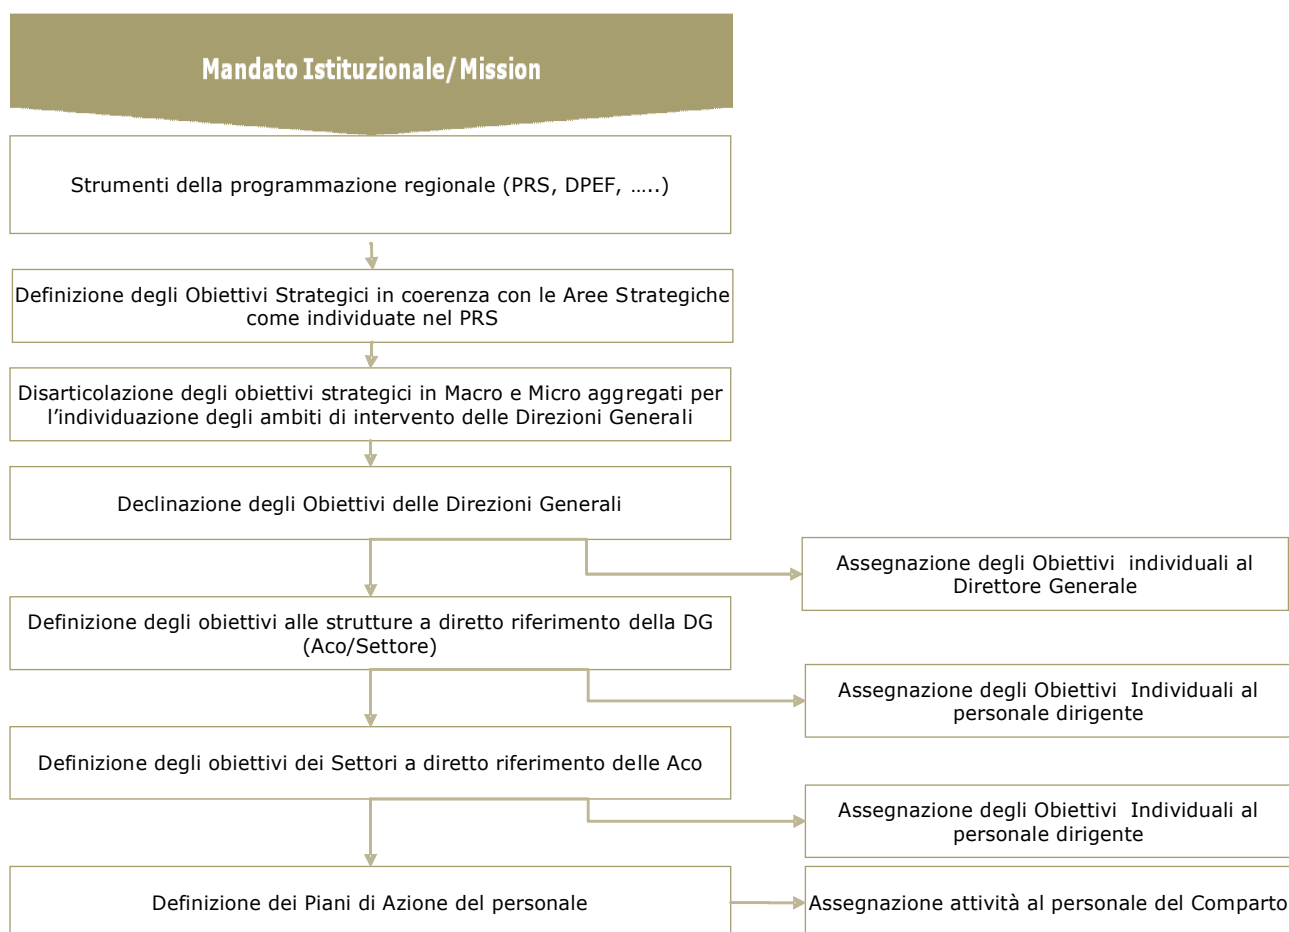 Mandato Istituzionale/Mission
Strumenti della programmazione regionale (PRS, DPEF, …..)
Definizione degli Obiettivi Strategici in coerenza con le Aree Strategiche
come individuate nel PRS
Disarticolazione degli obiettivi strategici in Macro e Micro aggregati per
l’individuazione degli ambiti di intervento delle Direzioni Generali
Declinazione degli Obiettivi delle Direzioni Generali
Assegnazione degli Obiettivi individuali al
Direttore Generale
Definizione degli obiettivi alle strutture a diretto riferimento della DG
(Aco/Settore)
Assegnazione degli Obiettivi Individuali al
personale dirigente
Definizione degli obiettivi dei Settori a diretto riferimento delle Aco
Assegnazione degli Obiettivi Individuali al
personale dirigente
Definizione dei Piani di Azione del personale
Assegnazione attività al personale del Comparto